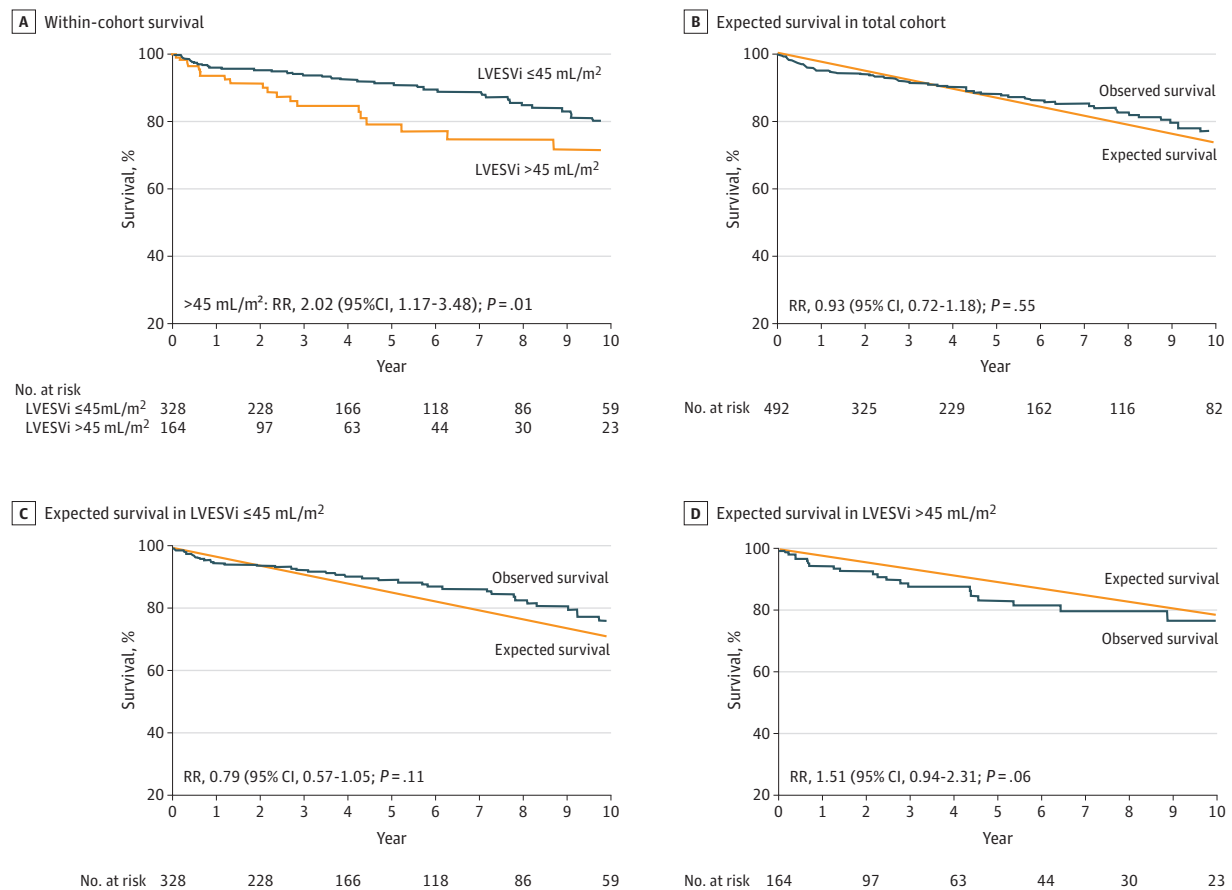 A Within-cohort survival
100
80
60
40
20
Survival, %
LVESVi ≤45 mL/m²
LVESVi >45 mL/m²
>45 mL/m²: RR, 2.02 (95%CI, 1.17-3.48); P = .01
0 1 2 3 4 5 6 7 8 9 10
Year
No. at risk
LVESVi ≤45mL/m² 328 228 166 118 86 59
LVESVi >45 mL/m² 164 97 63 44 30 23
B Expected survival in total cohort
100
80
60
40
20
Survival, %
Observed survival
Expected survival
RR, 0.93 (95% CI, 0.72-1.18); P = .55
0 1 2 3 4 5 6 7 8 9 10
Year
No. at risk 492 325 229 162 116 82
C Expected survival in LVESVi ≤45 mL/m²
100
80
60
40
20
Survival, %
Observed survival
Expected survival
RR, 0.79 (95% CI, 0.57-1.05; P = .11
0 1 2 3 4 5 6 7 8 9 10
Year
No. at risk 328 228 166 118 86 59
D Expected survival in LVESVi >45 mL/m²
100
80
60
40
20
Survival, %
Expected survival
Observed survival
RR, 1.51 (95% CI, 0.94-2.31; P = .06
0 1 2 3 4 5 6 7 8 9 10
Year
No. at risk 164 97 63 44 30 23